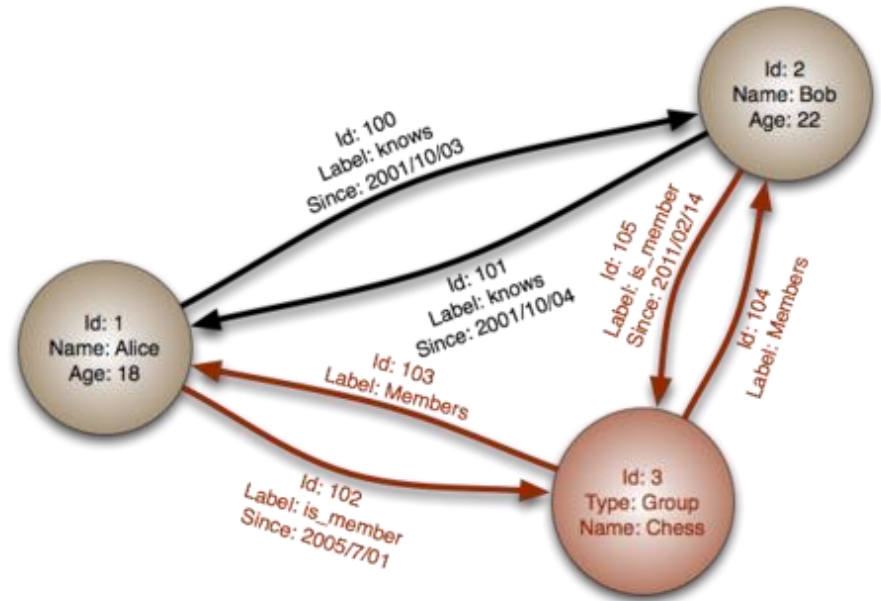 Id: 2
Name: Bob
Age: 22
Id: 100
Label: knows
Since: 2001/10/03
Id: 101
Label: knows
Since: 2001/10/04
Id: 105
Label: is_member
Since: 2011/02/14
Id: 104
Label: Members
Id: 1
Name: Alice
Age: 18
Id: 103
Label: Members
Id: 102
Label: is_member
Since: 2005/7/01
Id: 3
Type: Group
Name: Chess